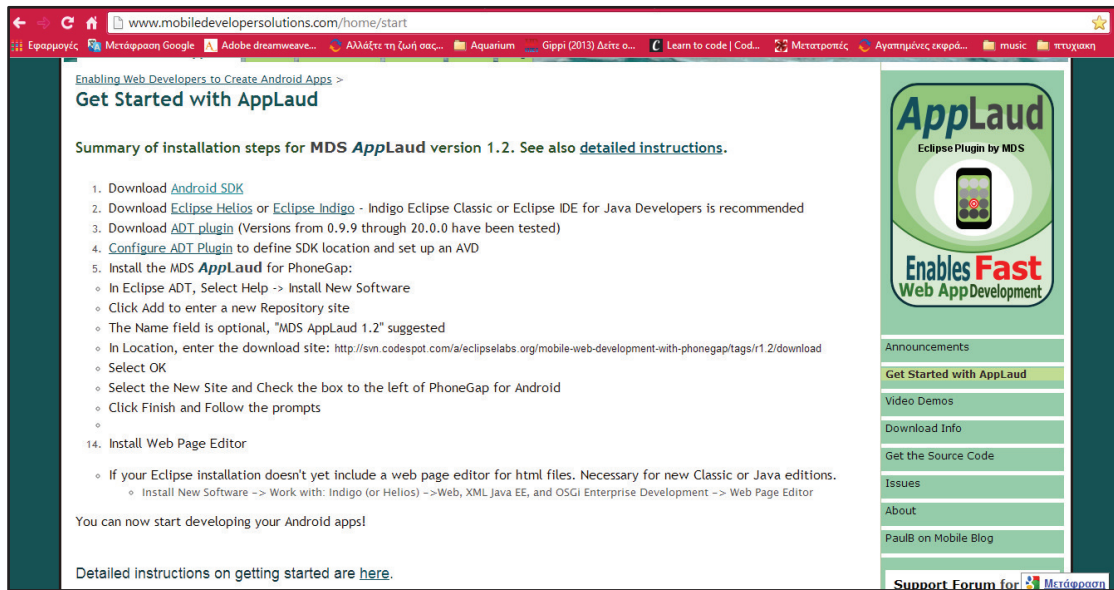 www.mobiledevelopersolutions.com/home/start
Εφαρμογές Μετάφραση Google Adobe dreamweave... Αλλάξτε τη ζωή σας... Aquarium Gippi (2013) Δείτε ο... Learn to code | Cod... Μετατροπές Αγαπημένες εκφρά... music πτυχιακη
Enabling Web Developers to Create Android Apps >
Get Started with AppLaud
Summary of installation steps for MDS AppLaud version 1.2. See also detailed instructions.
1. Download Android SDK
2. Download Eclipse Helios or Eclipse Indigo - Indigo Eclipse Classic or Eclipse IDE for Java Developers is recommended
3. Download ADT plugin (Versions from 0.9.9 through 20.0.0 have been tested)
4. Configure ADT Plugin to define SDK location and set up an AVD
5. Install the MDS AppLaud for PhoneGap:
In Eclipse ADT, Select Help -> Install New Software
Click Add to enter a new Repository site
The Name field is optional, "MDS AppLaud 1.2" suggested
In Location, enter the download site: http://svn.codespot.com/a/eclipselabs.org/mobile-web-development-with-phonegap/tags/r1.2/download
Select OK
Select the New Site and Check the box to the left of PhoneGap for Android
Click Finish and Follow the prompts
14. Install Web Page Editor
If your Eclipse installation doesn't yet include a web page editor for html files. Necessary for new Classic or Java editions.
Install New Software -> Work with: Indigo (or Helios) ->Web, XML Java EE, and OSGi Enterprise Development -> Web Page Editor
You can now start developing your Android apps!
Detailed instructions on getting started are here.
AppLaud
Eclipse Plugin by MDS
Enables Fast
Web App Development
Announcements
Get Started with AppLaud
Video Demos
Download Info
Get the Source Code
Issues
About
PaulB on Mobile Blog
Support Forum for
Μετάφραση